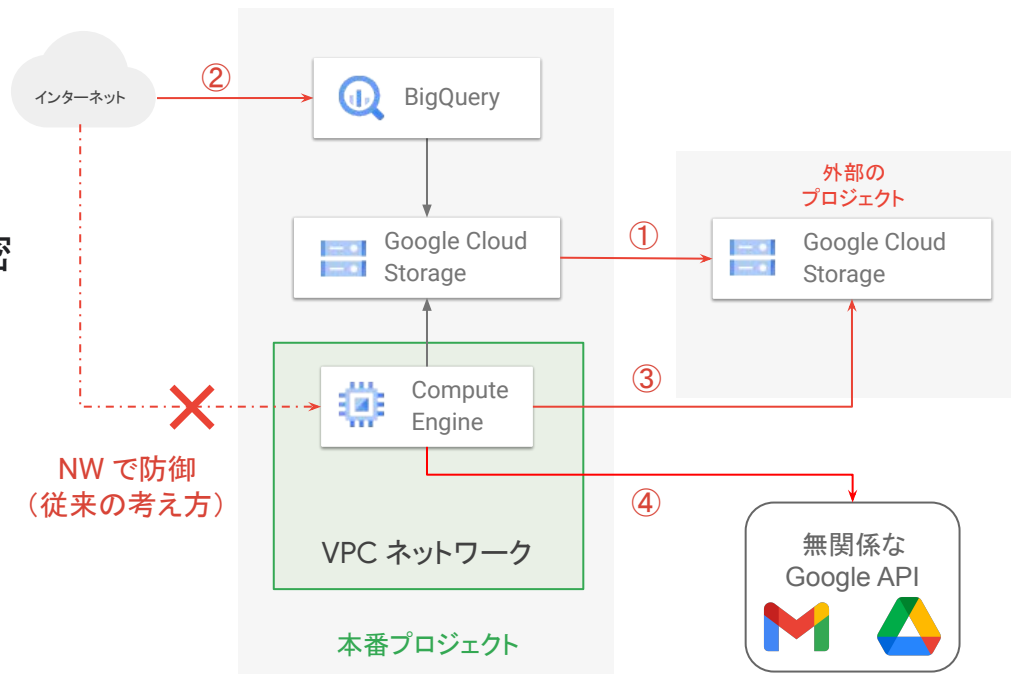 インターネット
②
BigQuery
外部の
プロジェクト
密
Google Cloud
Storage
①
Google Cloud
Storage
Compute
Engine
③
NW で防御
（従来の考え方）
④
VPC ネットワーク
無関係な
Google API
本番プロジェクト